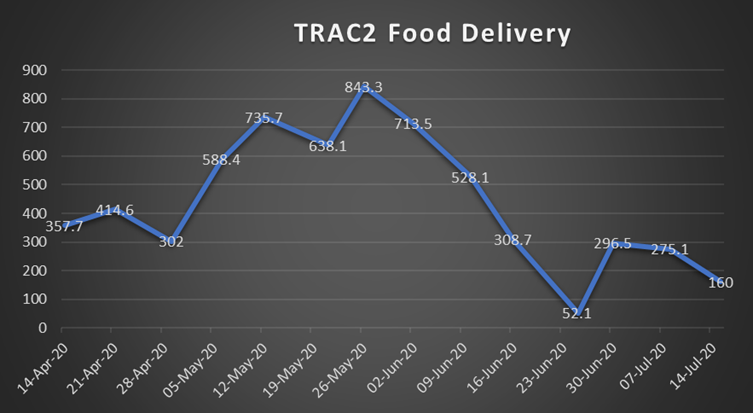 TRAC2 Food Delivery
900
800
700
600
500
400
300
200
100
0
357.7
414.6
302
588.4
735.7
638.1
843.3
713.5
528.1
308.7
52.1
296.5
275.1
160
14-Apr-20
21-Apr-20
28-Apr-20
05-May-20
12-May-20
19-May-20
26-May-20
02-Jun-20
09-Jun-20
16-Jun-20
23-Jun-20
30-Jun-20
07-Jul-20
14-Jul-20